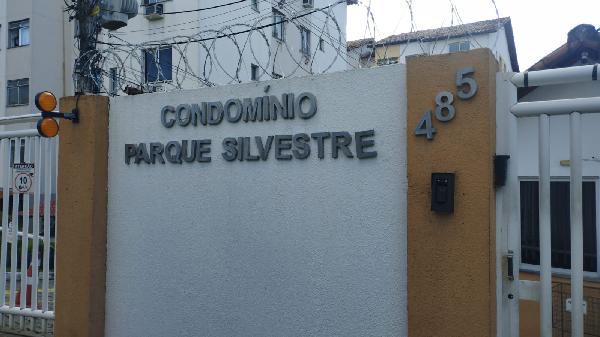 CONDOMÍNIO
PARQUE SILVESTRE
485
10